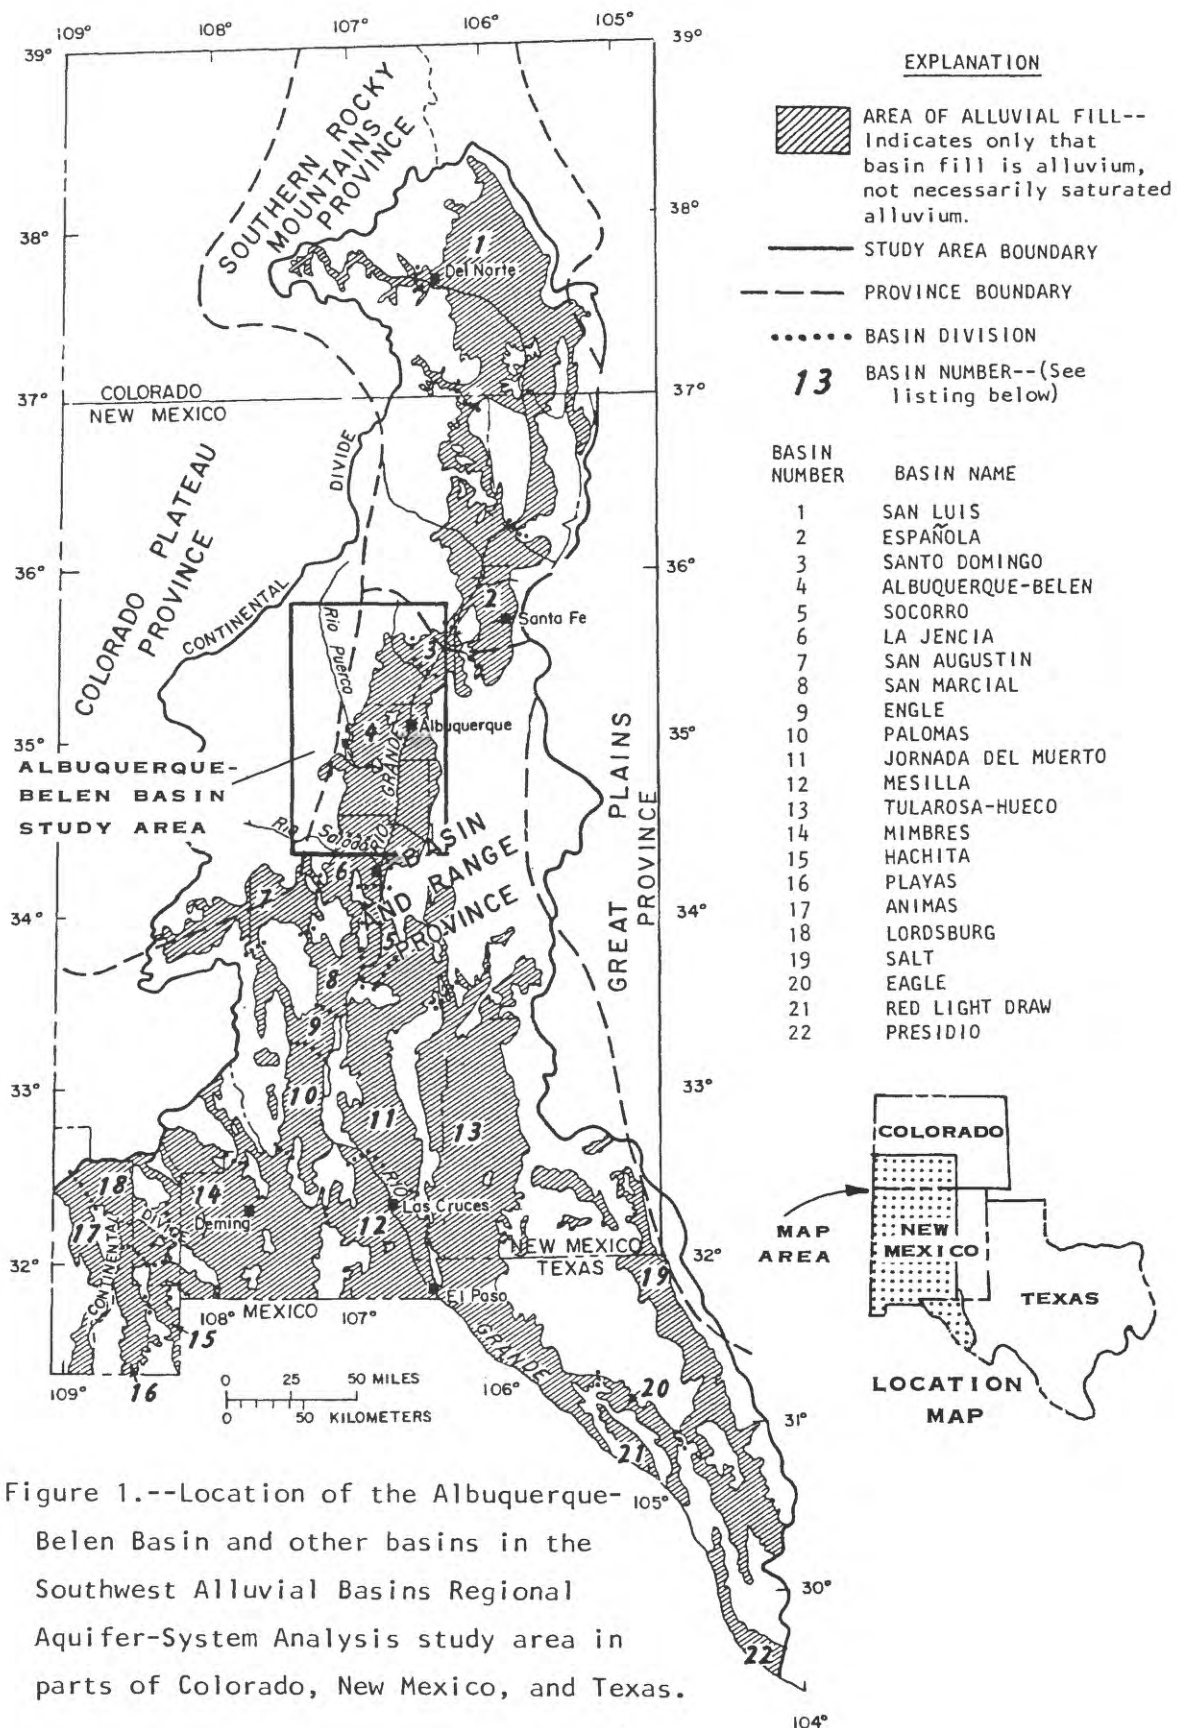 109°
108°
107°
106°
105°
39°
39°
38°
38°
37°
37°
36°
36°
35°
35°
34°
34°
33°
33°
32°
32°
31°
30°
109°
108°
107°
106°
105°
104°
SOUTHERN ROCKY
MOUNTAINS
PROVINCE
1
Del Norte
COLORADO
NEW MEXICO
COLORADO PLATEAU
PROVINCE
CONTINENTAL
DIVIDE
2
Santa Fe
3
Rio Puerco
4
Albuquerque
RIO
GRANDE
ALBUQUERQUE-
BELEN BASIN
STUDY AREA
Rio Salado
BASIN
AND RANGE
PROVINCE
GREAT PLAINS
PROVINCE
6
7
5
8
9
10
11
13
18
14
17
Deming
CONTINENTAL
DIVIDE
12
RIO
Las Cruces
NEW MEXICO
TEXAS
19
El Paso
MEXICO
15
16
GRANDE
20
21
22
0 25 50 MILES
0 50 KILOMETERS
EXPLANATION
AREA OF ALLUVIAL FILL--
Indicates only that
basin fill is alluvium,
not necessarily saturated
alluvium.
STUDY AREA BOUNDARY
PROVINCE BOUNDARY
BASIN DIVISION
13 BASIN NUMBER--(See
listing below)
BASIN
NUMBER BASIN NAME
1 SAN LUIS
2 ESPAÑOLA
3 SANTO DOMINGO
4 ALBUQUERQUE-BELEN
5 SOCORRO
6 LA JENCIA
7 SAN AUGUSTIN
8 SAN MARCIAL
9 ENGLE
10 PALOMAS
11 JORNADA DEL MUERTO
12 MESILLA
13 TULAROSA-HUECO
14 MIMBRES
15 HACHITA
16 PLAYAS
17 ANIMAS
18 LORDSBURG
19 SALT
20 EAGLE
21 RED LIGHT DRAW
22 PRESIDIO
COLORADO
MAP
AREA
NEW
MEXICO
TEXAS
LOCATION
MAP
Figure 1.--Location of the Albuquerque-
Belen Basin and other basins in the
Southwest Alluvial Basins Regional
Aquifer-System Analysis study area in
parts of Colorado, New Mexico, and Texas.